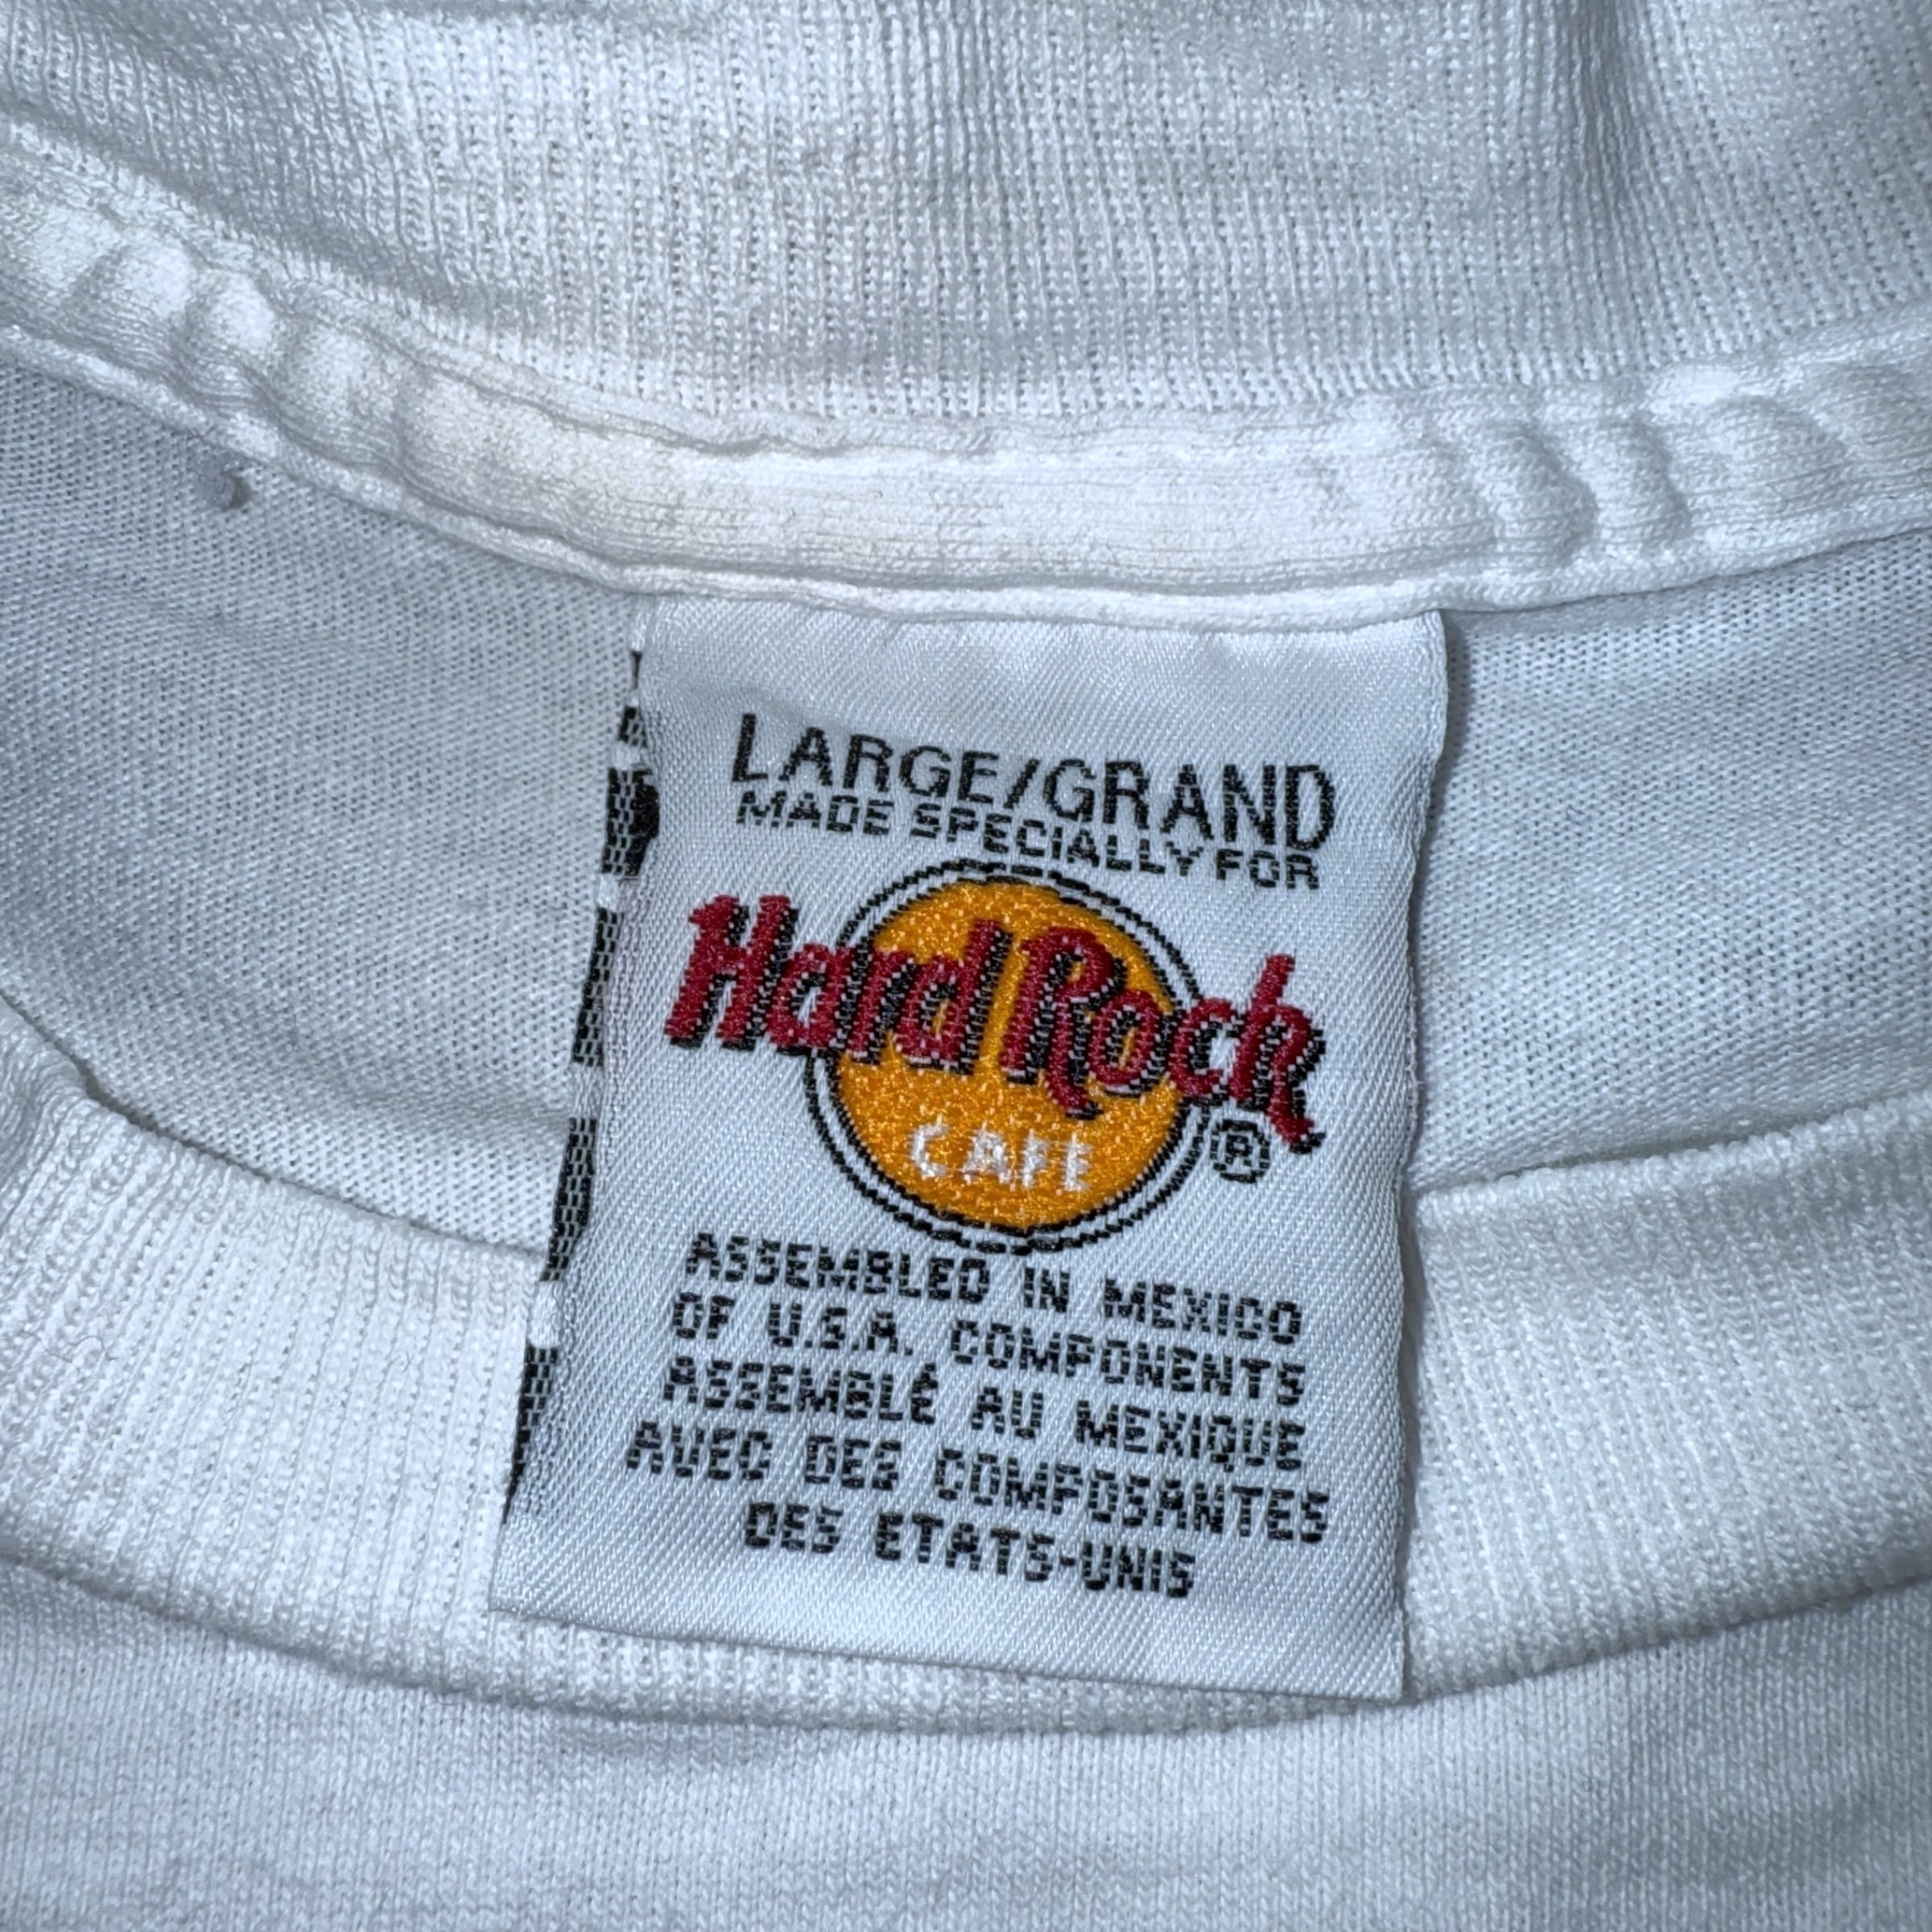 LARGE/GRAND
MADE SPECIALLY FOR
Hard Rock
CAFE
®
ASSEMBLED IN MEXICO
OF U.S.A. COMPONENTS
ASSEMBLÉ AU MEXIQUE
AVEC DES COMPOSANTES
DES ETATS-UNIS